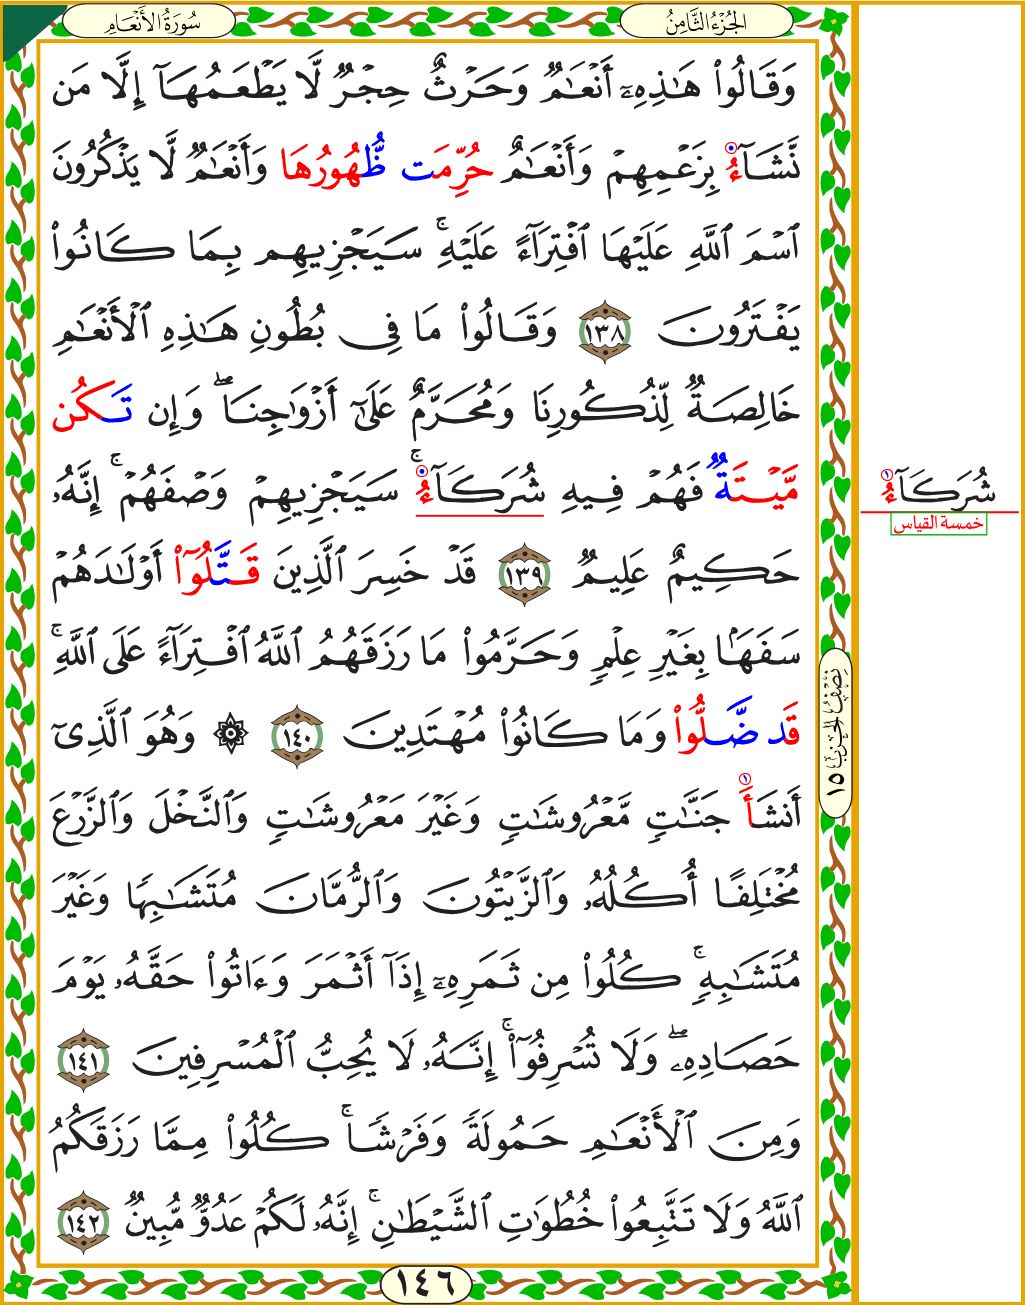 سُورَةُ الأَنْعَامِ
الجُزْءُ الثَّامِنُ
وَقَالُوا۟ هَـٰذِهِۦٓ أَنْعَـٰمٌ وَحَرْثٌ حِجْرٌ لَّا يَطْعَمُهَآ إِلَّا مَن
نَّشَآءُ بِزَعْمِهِمْ وَأَنْعَـٰمٌ حُرِّمَت ظُّهُورُهَا وَأَنْعَـٰمٌ لَّا يَذْكُرُونَ
ٱسْمَ ٱللَّهِ عَلَيْهَا ٱفْتِرَآءً عَلَيْهِ ۚ سَيَجْزِيهِم بِمَا كَانُوا۟
يَفْتَرُونَ ١٣٨ وَقَالُوا۟ مَا فِى بُطُونِ هَـٰذِهِ ٱلْأَنْعَـٰمِ
خَالِصَةٌ لِّذُكُورِنَا وَمُحَرَّمٌ عَلَىٰٓ أَزْوَٰجِنَا ۖ وَإِن تَكُن
مَّيْتَةٌ فَهُمْ فِيهِ شُرَكَآءُ ۚ سَيَجْزِيهِمْ وَصْفَهُمْ ۚ إِنَّهُۥ
حَكِيمٌ عَلِيمٌ ١٣٩ قَدْ خَسِرَ ٱلَّذِينَ قَتَّلُوٓا۟ أَوْلَـٰدَهُمْ
سَفَهًۢا بِغَيْرِ عِلْمٍ وَحَرَّمُوا۟ مَا رَزَقَهُمُ ٱللَّهُ ٱفْتِرَآءً عَلَى ٱللَّهِ ۚ
قَد ضَّلُّوا۟ وَمَا كَانُوا۟ مُهْتَدِينَ ١٤٠ ۞ وَهُوَ ٱلَّذِىٓ
أَنشَأَ جَنَّـٰتٍ مَّعْرُوشَـٰتٍ وَغَيْرَ مَعْرُوشَـٰتٍ وَٱلنَّخْلَ وَٱلزَّرْعَ
مُخْتَلِفًا أُكُلُهُۥ وَٱلزَّيْتُونَ وَٱلرُّمَّانَ مُتَشَـٰبِهًا وَغَيْرَ
مُتَشَـٰبِهٍ ۚ كُلُوا۟ مِن ثَمَرِهِۦٓ إِذَآ أَثْمَرَ وَءَاتُوا۟ حَقَّهُۥ يَوْمَ
حَصَادِهِۦ ۖ وَلَا تُسْرِفُوٓا۟ ۚ إِنَّهُۥ لَا يُحِبُّ ٱلْمُسْرِفِينَ ١٤١
وَمِنَ ٱلْأَنْعَـٰمِ حَمُولَةً وَفَرْشًا ۚ كُلُوا۟ مِمَّا رَزَقَكُمُ
ٱللَّهُ وَلَا تَتَّبِعُوا۟ خُطُوَٰتِ ٱلشَّيْطَـٰنِ ۚ إِنَّهُۥ لَكُمْ عَدُوٌّ مُّبِينٌ ١٤٢
شُرَكَآءُ ١
خمسة القياس
نِصْفُ الحِزْبِ ١٥
١٤٦